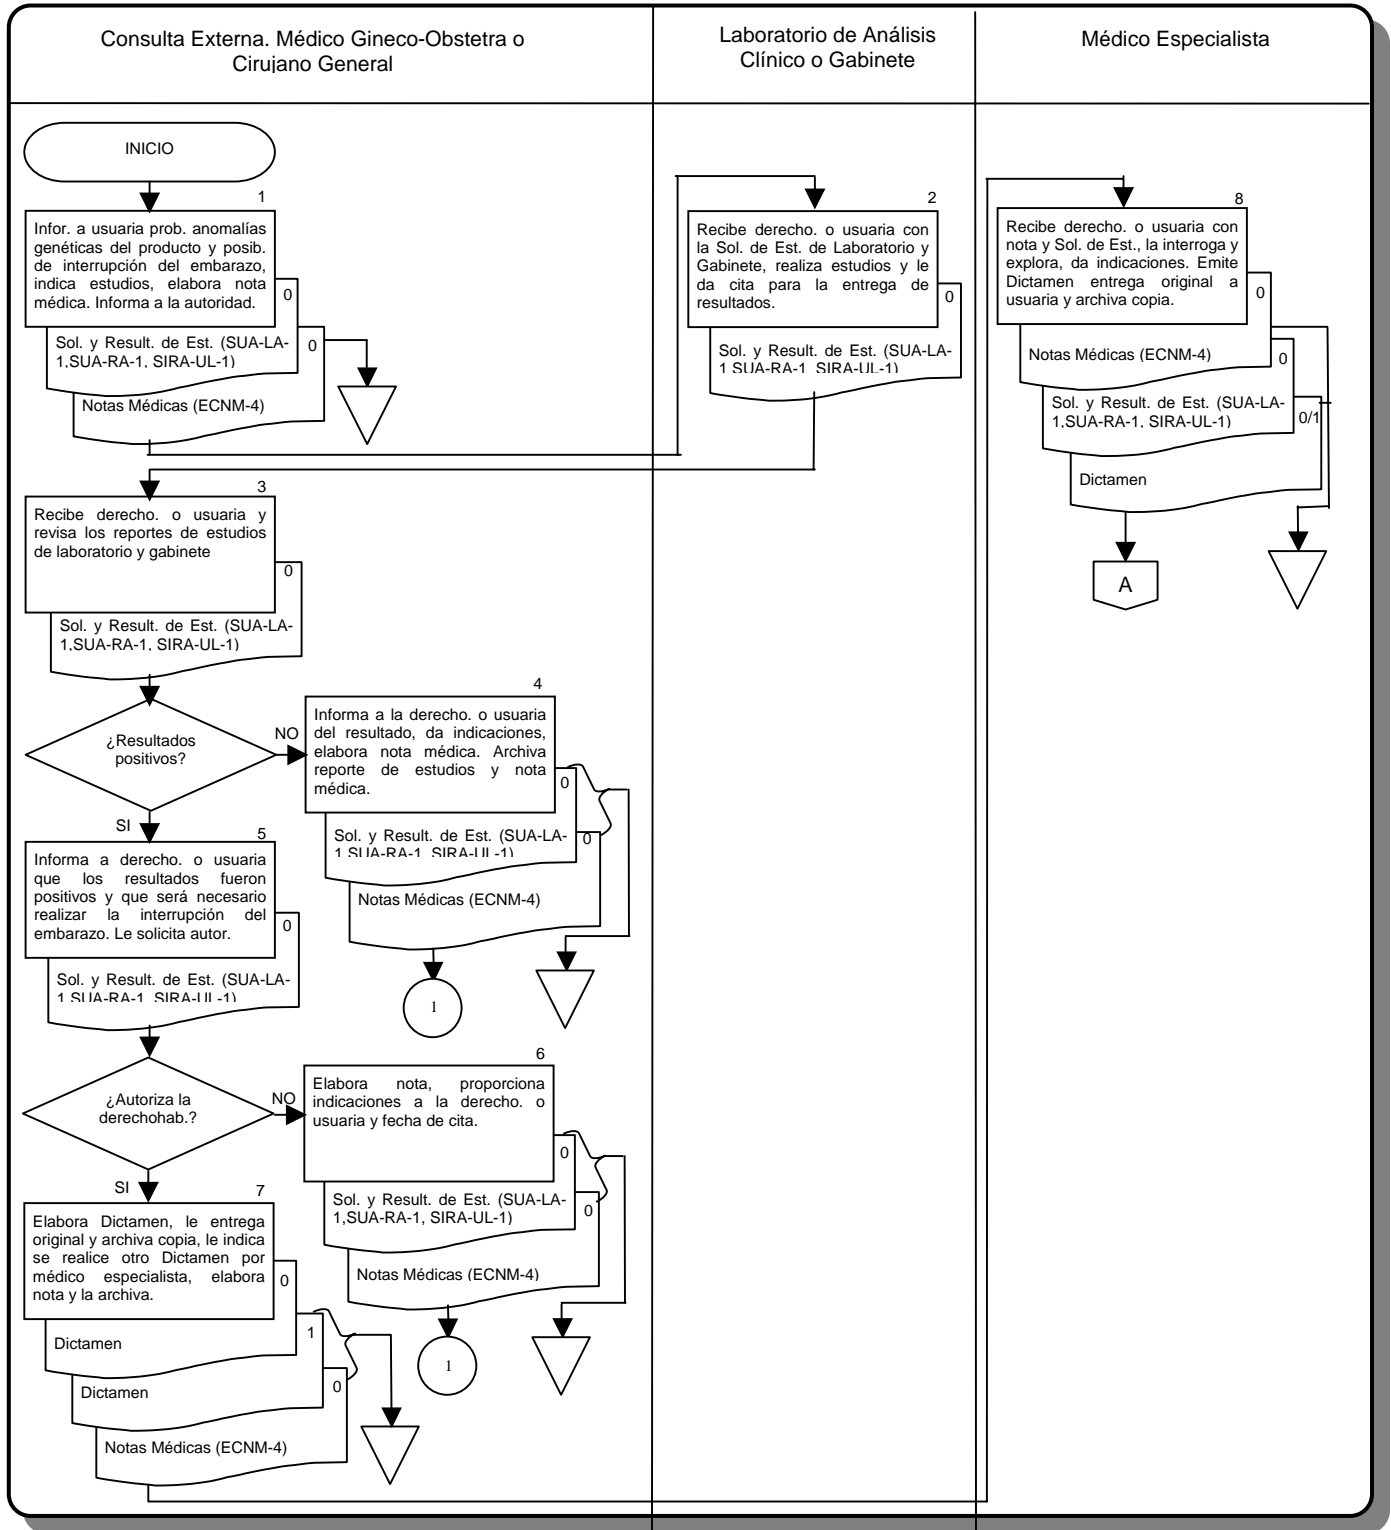 Consulta Externa. Médico Gineco-Obstetra o
Cirujano General
Laboratorio de Análisis
Clínico o Gabinete
Médico Especialista
INICIO
1
Infor. a usuaria prob. anomalías
genéticas del producto y posib.
de interrupción del embarazo,
indica estudios, elabora nota
médica. Informa a la autoridad.
0
Sol. y Result. de Est. (SUA-LA-
1,SUA-RA-1, SIRA-UL-1)
0
Notas Médicas (ECNM-4)
2
Recibe derecho. o usuaria con
la Sol. de Est. de Laboratorio y
Gabinete, realiza estudios y le
da cita para la entrega de
resultados.
0
Sol. y Result. de Est. (SUA-LA-
1,SUA-RA-1, SIRA-UL-1)
3
Recibe derecho. o usuaria y
revisa los reportes de estudios
de laboratorio y gabinete
0
Sol. y Result. de Est. (SUA-LA-
1,SUA-RA-1, SIRA-UL-1)
¿Resultados
positivos?
NO
SI
4
Informa a la derecho. o usuaria
del resultado, da indicaciones,
elabora nota médica. Archiva
reporte de estudios y nota
médica.
0
Sol. y Result. de Est. (SUA-LA-
1,SUA-RA-1, SIRA-UL-1)
0
Notas Médicas (ECNM-4)
1
5
Informa a derecho. o usuaria
que los resultados fueron
positivos y que será necesario
realizar la interrupción del
embarazo. Le solicita autor.
0
Sol. y Result. de Est. (SUA-LA-
1,SUA-RA-1, SIRA-UL-1)
¿Autoriza la
derechohab.?
NO
SI
6
Elabora nota, proporciona
indicaciones a la derecho. o
usuaria y fecha de cita.
0
Sol. y Result. de Est. (SUA-LA-
1,SUA-RA-1, SIRA-UL-1)
0
Notas Médicas (ECNM-4)
1
7
Elabora Dictamen, le entrega
original y archiva copia, le indica
se realice otro Dictamen por
médico especialista, elabora
nota y la archiva.
0
Dictamen
1
Dictamen
0
Notas Médicas (ECNM-4)
8
Recibe derecho. o usuaria con
nota y Sol. de Est., la interroga y
explora, da indicaciones. Emite
Dictamen entrega original a
usuaria y archiva copia.
0
Notas Médicas (ECNM-4)
0
Sol. y Result. de Est. (SUA-LA-
1,SUA-RA-1, SIRA-UL-1)
0/1
Dictamen
A